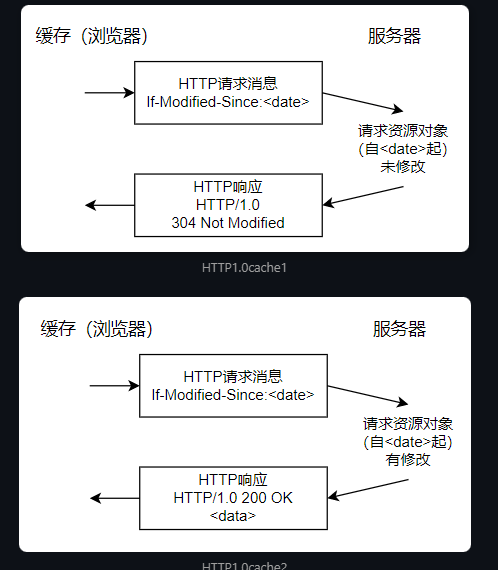 缓存（浏览器）
服务器
HTTP请求消息
If-Modified-Since:<date>
请求资源对象
（自<date>起）
未修改
HTTP响应
HTTP/1.0
304 Not Modified
HTTP1.0cache1
缓存（浏览器）
服务器
HTTP请求消息
If-Modified-Since:<date>
请求资源对象
（自<date>起）
有修改
HTTP响应
HTTP/1.0 200 OK
<data>
HTTP1.0cache2